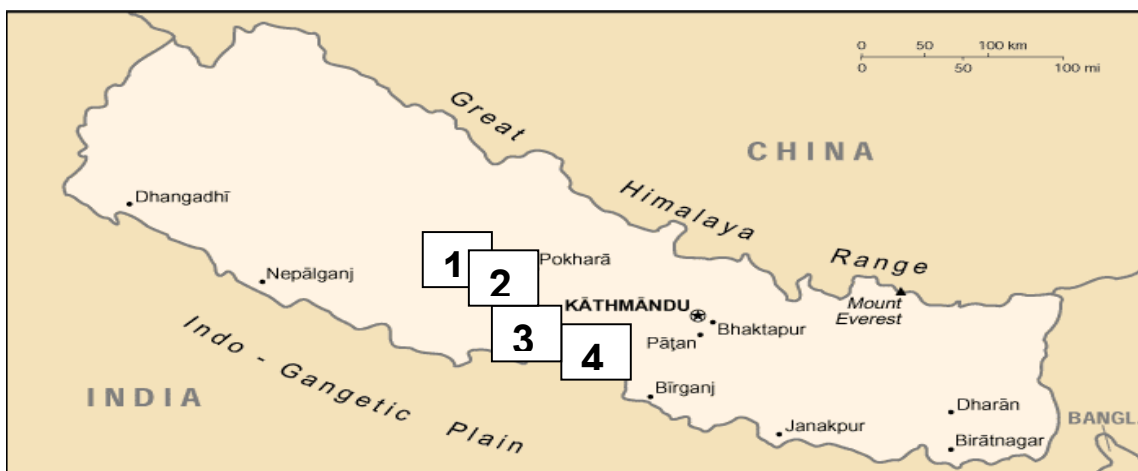 0 50 100 km
0 50 100 mi
Great
CHINA
Himalaya
Dhangadhī
Range
1
Pokharā
2
Nepālganj
Mount
Everest
KĀTHMĀNDU
Bhaktapur
3
Pāţan
4
Indo - Gangetic Plain
INDIA
Bīrganj
Dharān
BANGL
Janakpur
Birātnagar